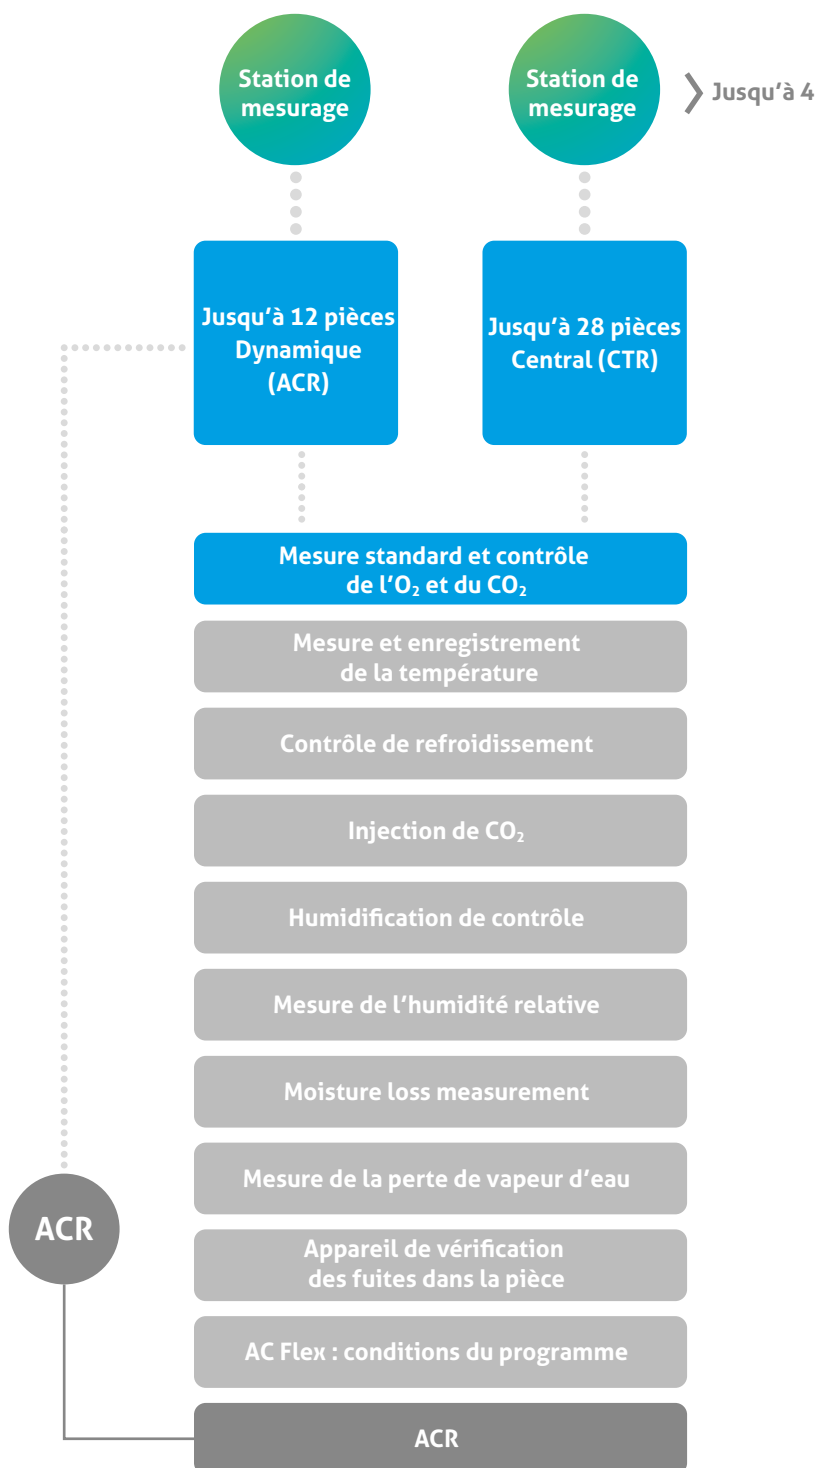 Station de
mesurage
Station de
mesurage
Jusqu'à 4
Jusqu'à 12 pièces
Dynamique
(ACR)
Jusqu'à 28 pièces
Central (CTR)
Mesure standard et contrôle
de l'O₂ et du CO₂
Mesure et enregistrement
de la température
Contrôle de refroidissement
Injection de CO₂
Humidification de contrôle
Mesure de l'humidité relative
Moisture loss measurement
Mesure de la perte de vapeur d'eau
Appareil de vérification
des fuites dans la pièce
AC Flex : conditions du programme
ACR
ACR